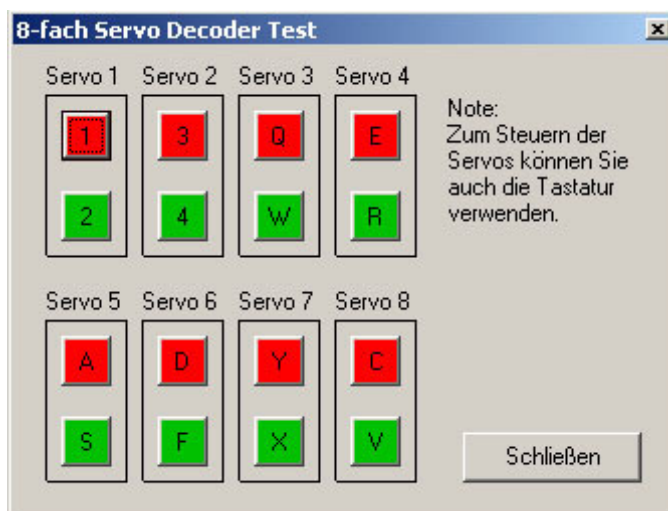 8-fach Servo Decoder Test
Servo 1 Servo 2 Servo 3 Servo 4
1 3 Q E
2 4 W R
Note:
Zum Steuern der
Servos können Sie
auch die Tastatur
verwenden.
Servo 5 Servo 6 Servo 7 Servo 8
A D Y C
S F X V
Schließen